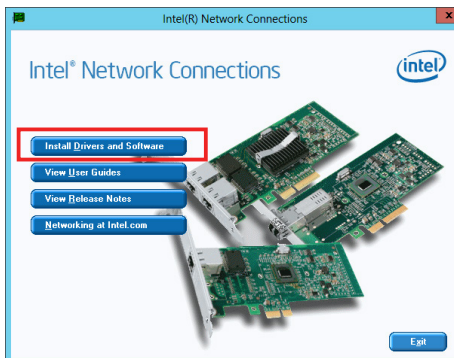 Intel(R) Network Connections
x
Intel® Network Connections
intel
Install Drivers and Software
View User Guides
View Release Notes
Networking at Intel.com
Exit